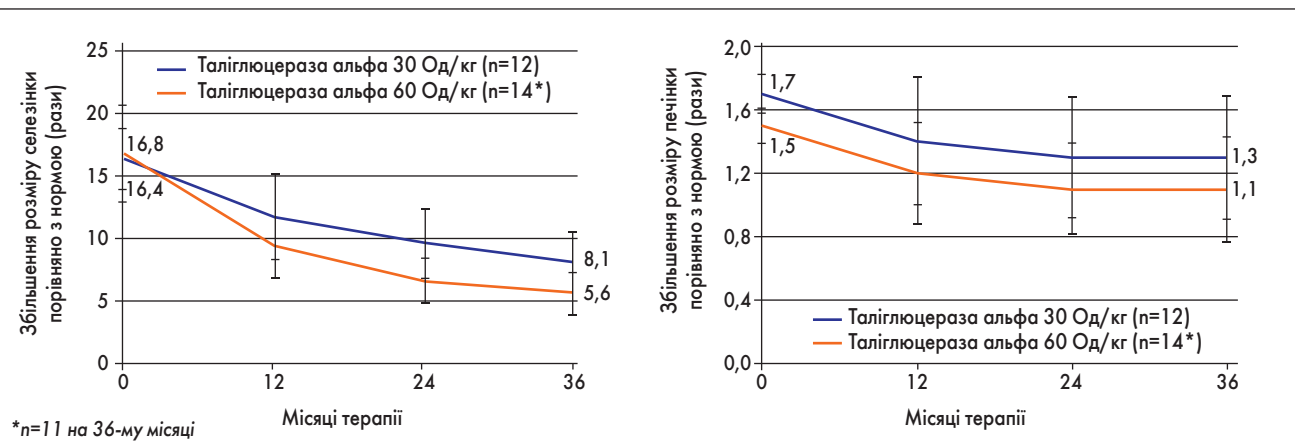 Збільшення розміру селезінки
порівняно з нормою (рази)
25
20
15
10
5
0
Таліглюцераза альфа 30 Од/кг (n=12)
Таліглюцераза альфа 60 Од/кг (n=14*)
16,8
16,4
8,1
5,6
0
12
24
36
Місяці терапії
*n=11 на 36-му місяці
Збільшення розміру печінки
порівняно з нормою (рази)
2,0
1,6
1,2
0,8
0,4
0,0
1,7
1,5
1,3
1,1
Таліглюцераза альфа 30 Од/кг (n=12)
Таліглюцераза альфа 60 Од/кг (n=14*)
0
12
24
36
Місяці терапії